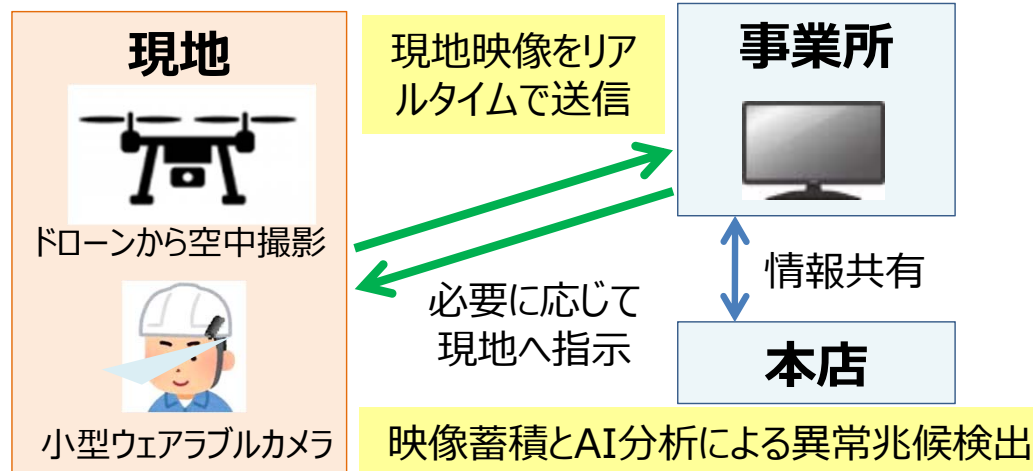 現地
ドローンから空中撮影
小型ウェアラブルカメラ
現地映像をリア
ルタイムで送信
必要に応じて
現地へ指示
事業所
情報共有
本店
映像蓄積とAI分析による異常兆候検出